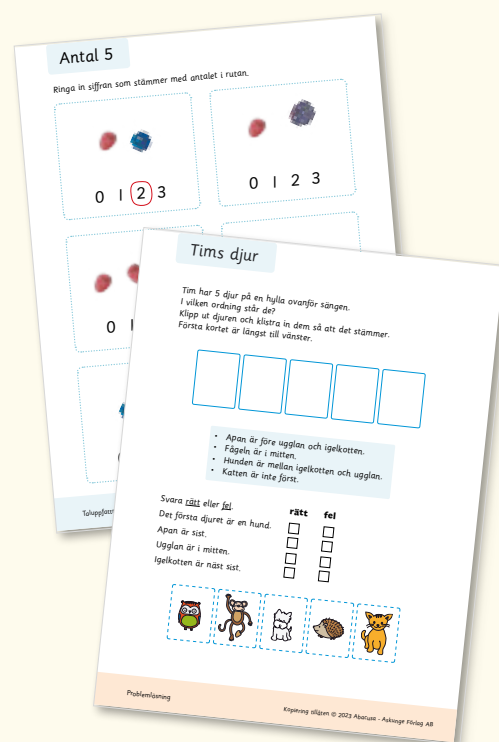 Antal 5
Ringa in siffran som stämmer med antalet i rutan.
0 1 2 3
0 1 2 3
0
Tims djur
Tim har 5 djur på en hylla ovanför sängen.
I vilken ordning står de?
Klipp ut djuren och klistra in dem så att det stämmer.
Första kortet är längst till vänster.
• Apan är före ugglan och igelkotten.
• Fågeln är i mitten.
• Hunden är mellan igelkotten och ugglan.
• Katten är inte först.
Svara rätt eller fel.
rätt fel
Det första djuret är en hund.
Apan är sist.
Ugglan är i mitten.
Igelkotten är näst sist.
Problemlösning
Kopiering tillåten © 2023 Abacusa - Askunge Förlag AB